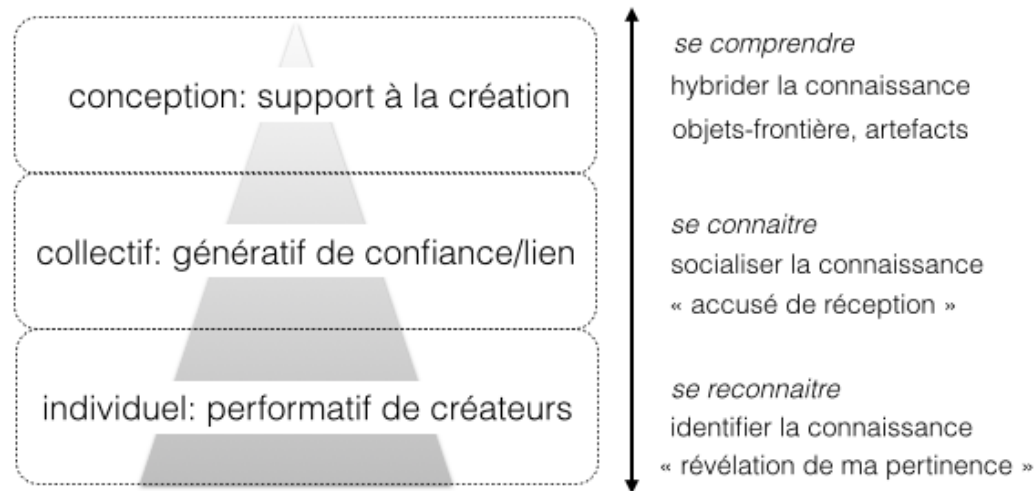 conception: support à la création
se comprendre
hybrider la connaissance
objets-frontière, artefacts
collectif: génératif de confiance/lien
se connaitre
socialiser la connaissance
« accusé de réception »
individuel: performatif de créateurs
se reconnaitre
identifier la connaissance
« révélation de ma pertinence »